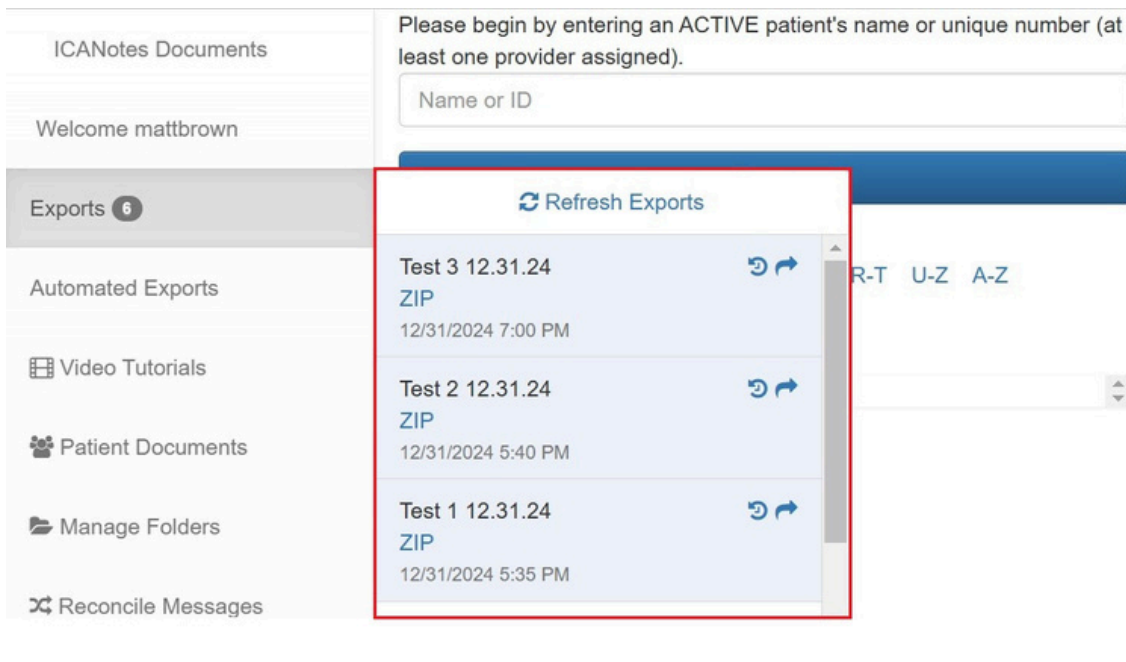 ICANotes Documents
Welcome mattbrown
Exports 6
Automated Exports
Video Tutorials
Patient Documents
Manage Folders
Reconcile Messages
Please begin by entering an ACTIVE patient's name or unique number (at
least one provider assigned).
Name or ID
Refresh Exports
Test 3 12.31.24
ZIP
12/31/2024 7:00 PM
Test 2 12.31.24
ZIP
12/31/2024 5:40 PM
Test 1 12.31.24
ZIP
12/31/2024 5:35 PM
R-T U-Z A-Z